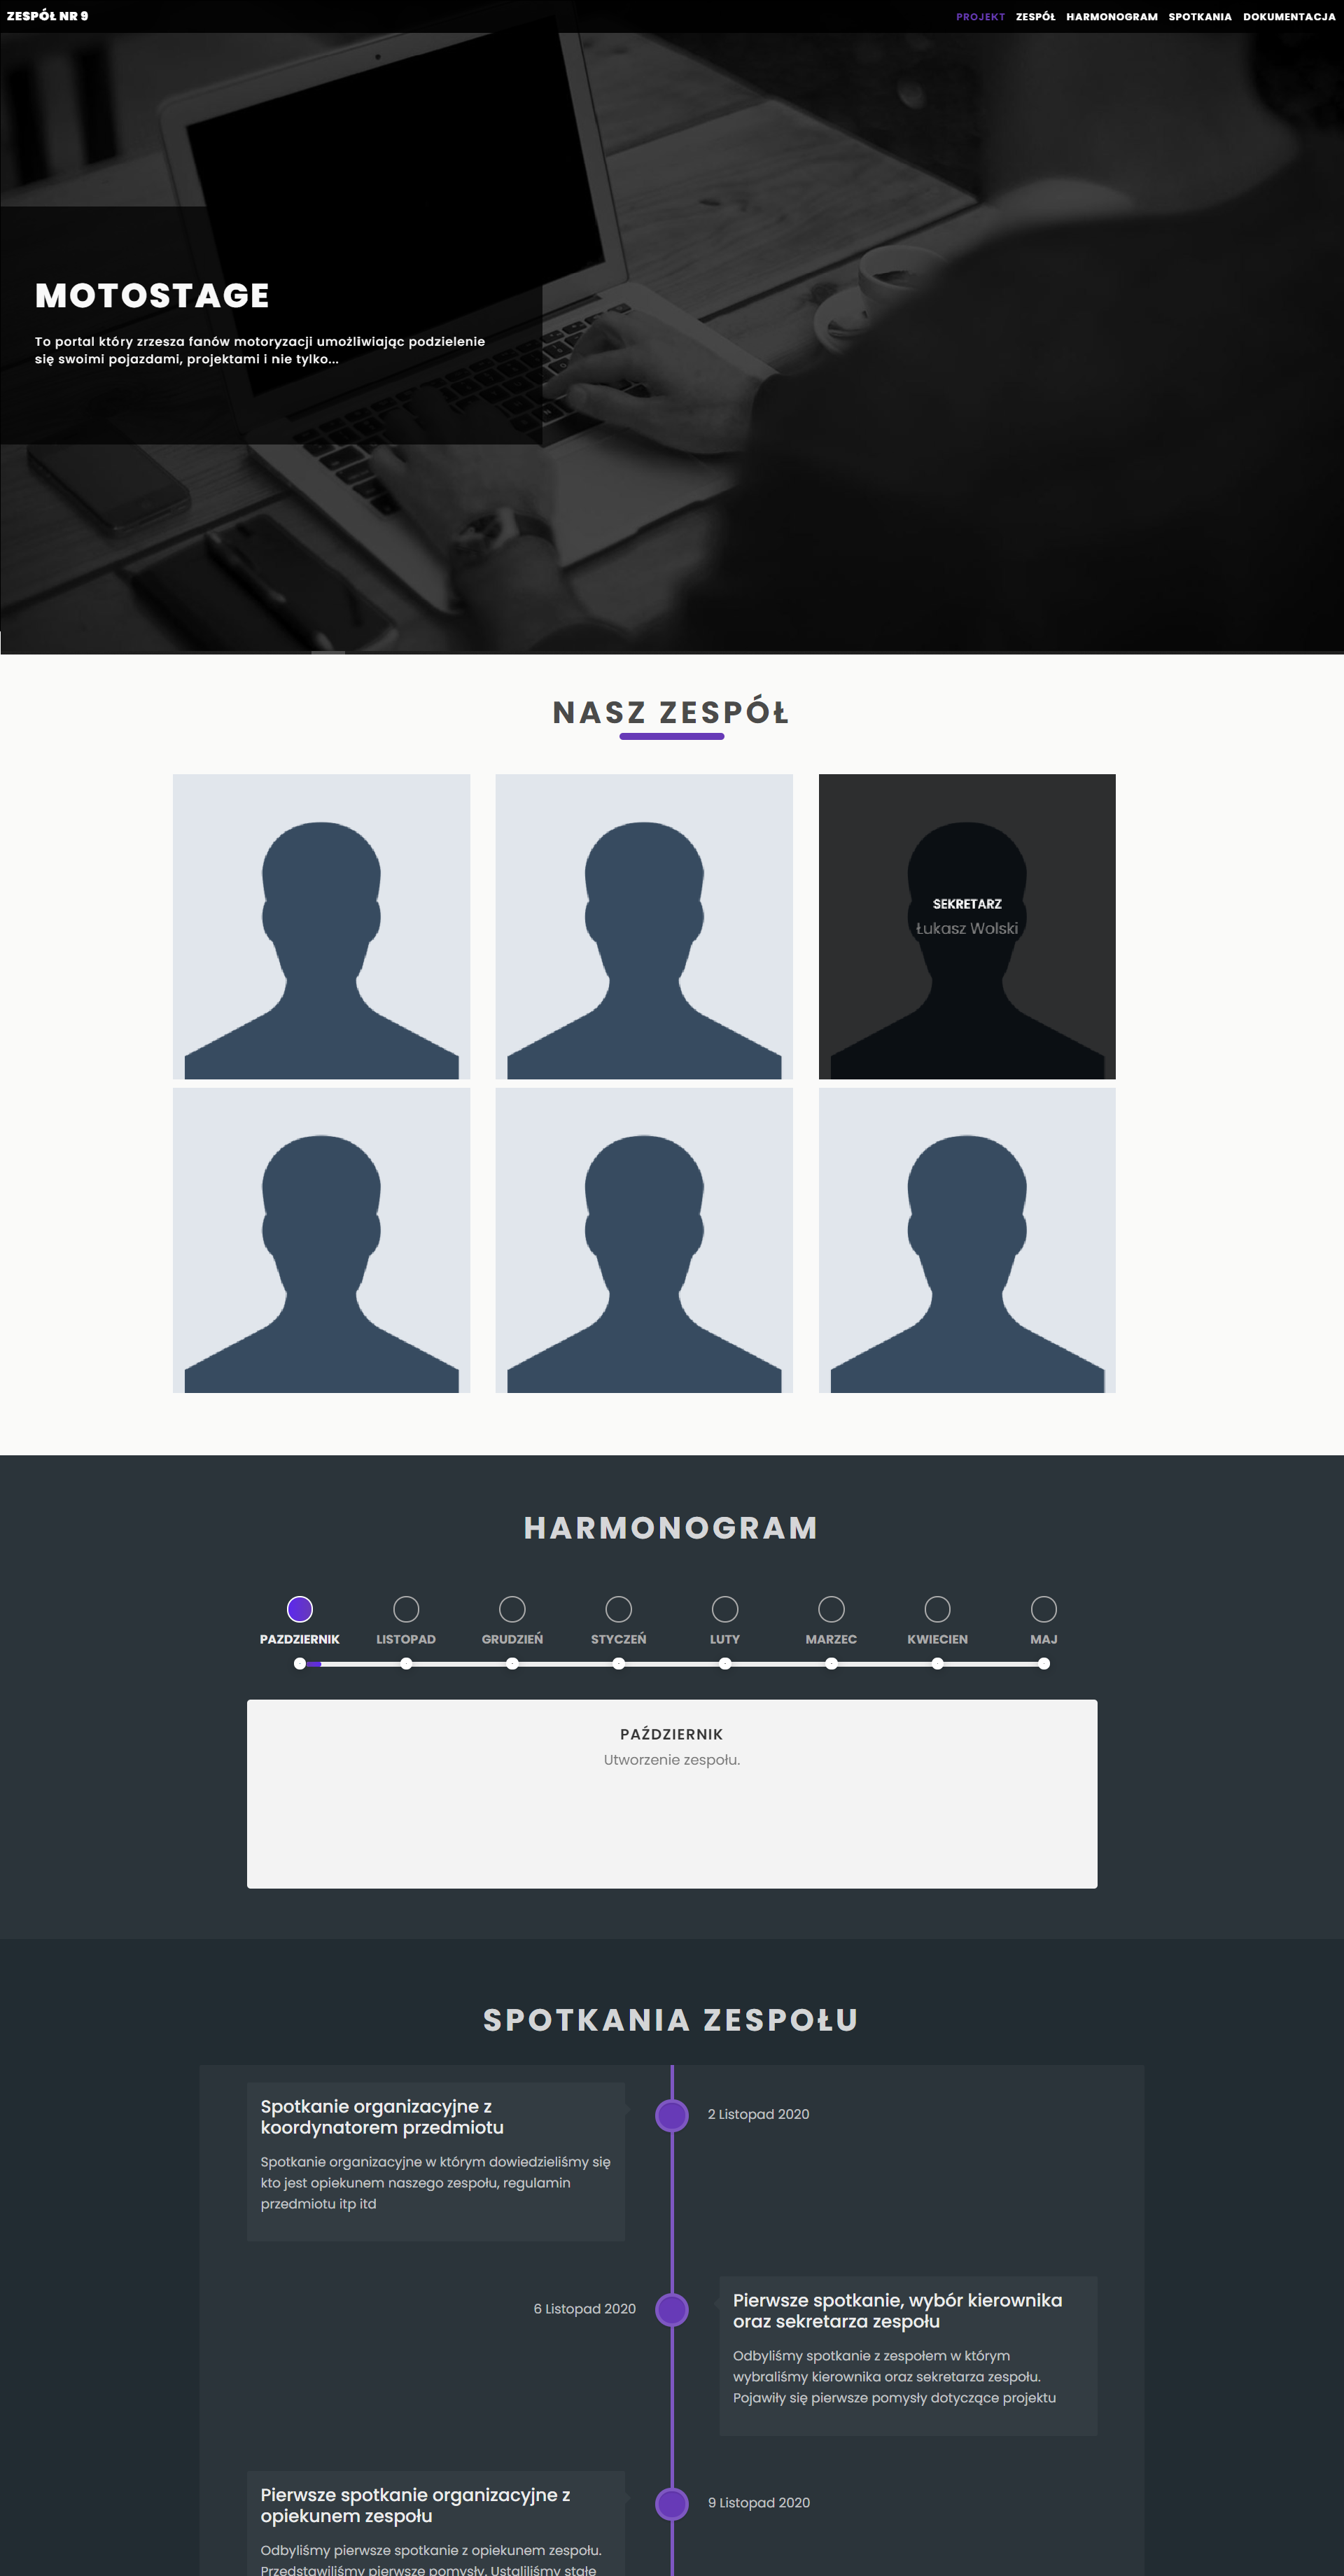 ZESPÓŁ NR 9
PROJEKT ZESPÓŁ HARMONOGRAM SPOTKANIA DOKUMENTACJA
MOTOSTAGE
To portal który zrzesza fanów motoryzacji umożliwiając podzielenie
się swoimi pojazdami, projektami i nie tylko...
NASZ ZESPÓŁ
SEKRETARZ
Łukasz Wolski
HARMONOGRAM
PAZDZIERNIK LISTOPAD GRUDZIEŃ STYCZEŃ LUTY MARZEC KWIECIEN MAJ
PAŹDZIERNIK
Utworzenie zespołu.
SPOTKANIA ZESPOŁU
Spotkanie organizacyjne z
koordynatorem przedmiotu
2 Listopad 2020
Spotkanie organizacyjne w którym dowiedzieliśmy się
kto jest opiekunem naszego zespołu, regulamin
przedmiotu itp itd
6 Listopad 2020
Pierwsze spotkanie, wybór kierownika
oraz sekretarza zespołu
Odbyliśmy spotkanie z zespołem w którym
wybraliśmy kierownika oraz sekretarza zespołu.
Pojawiły się pierwsze pomysły dotyczące projektu
Pierwsze spotkanie organizacyjne z
opiekunem zespołu
9 Listopad 2020
Odbyliśmy pierwsze spotkanie z opiekunem zespołu.
Przedstawiliśmy pierwsze pomysły. Ustaliliśmy stałe